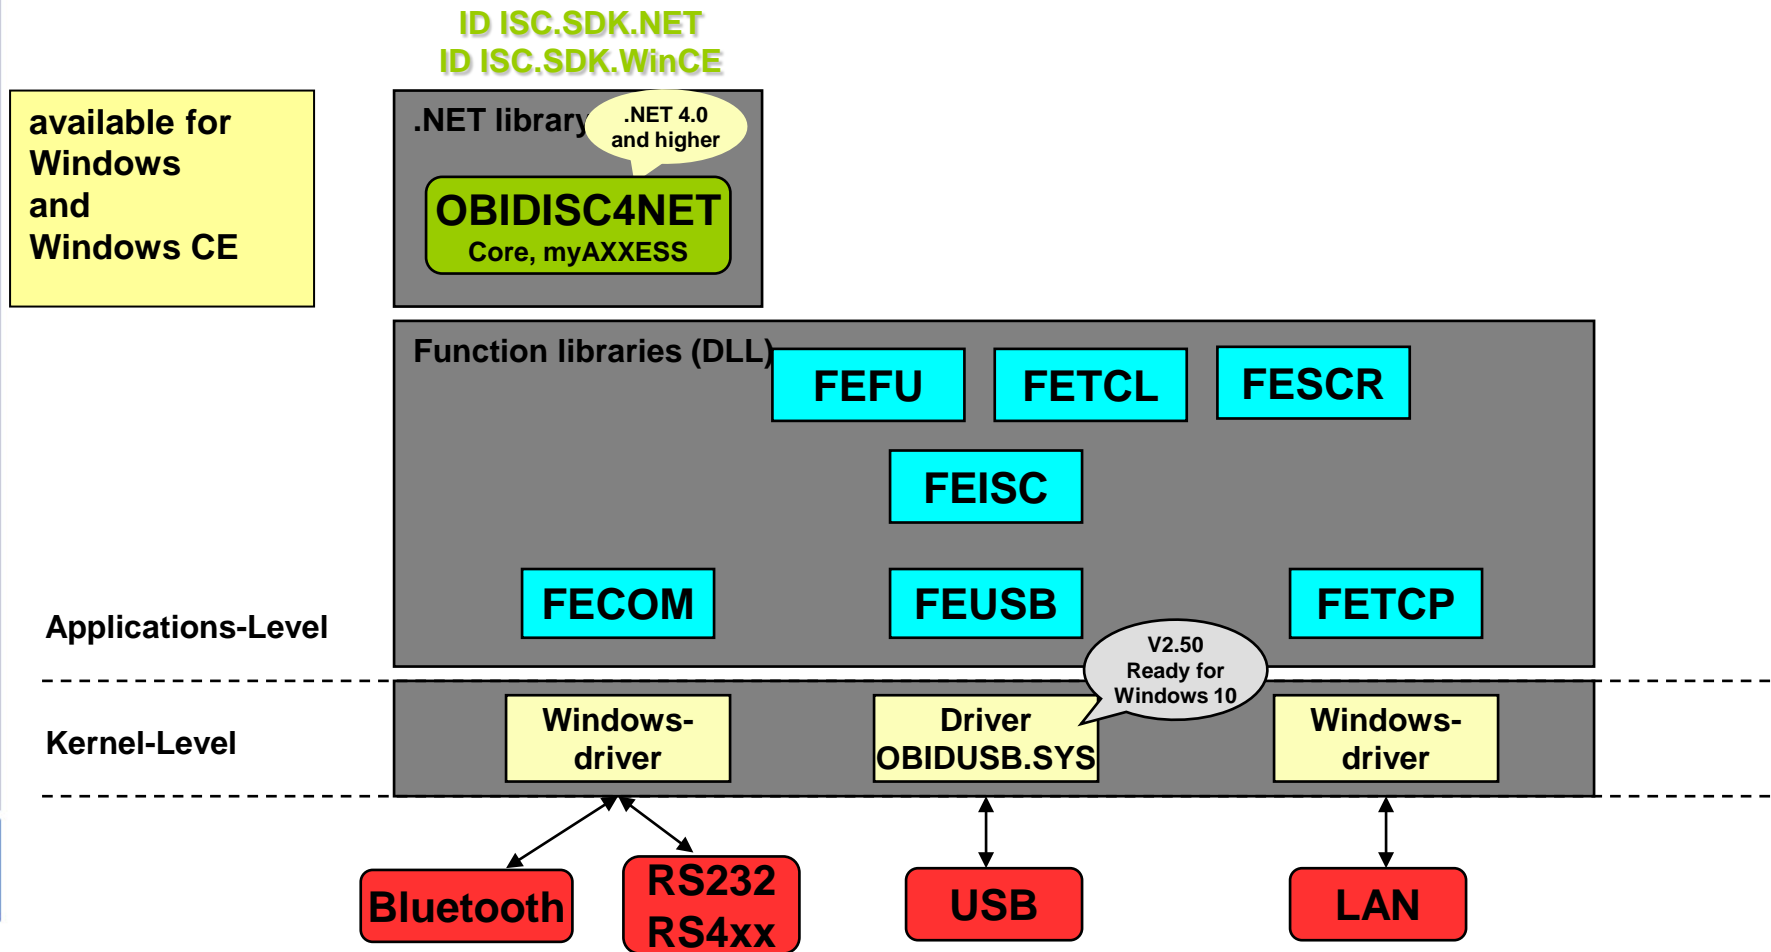 ID ISC.SDK.NET
ID ISC.SDK.WinCE
available for
Windows
and
Windows CE
.NET library
.NET 4.0
and higher
OBIDISC4NET
Core, myAXXESS
Function libraries (DLL)
FEFU
FETCL
FESCR
FEISC
FECOM
FEUSB
FETCP
Applications-Level
V2.50
Ready for
Windows 10
Kernel-Level
Windows-
driver
Driver
OBIDUSB.SYS
Windows-
driver
Bluetooth
RS232
RS4xx
USB
LAN